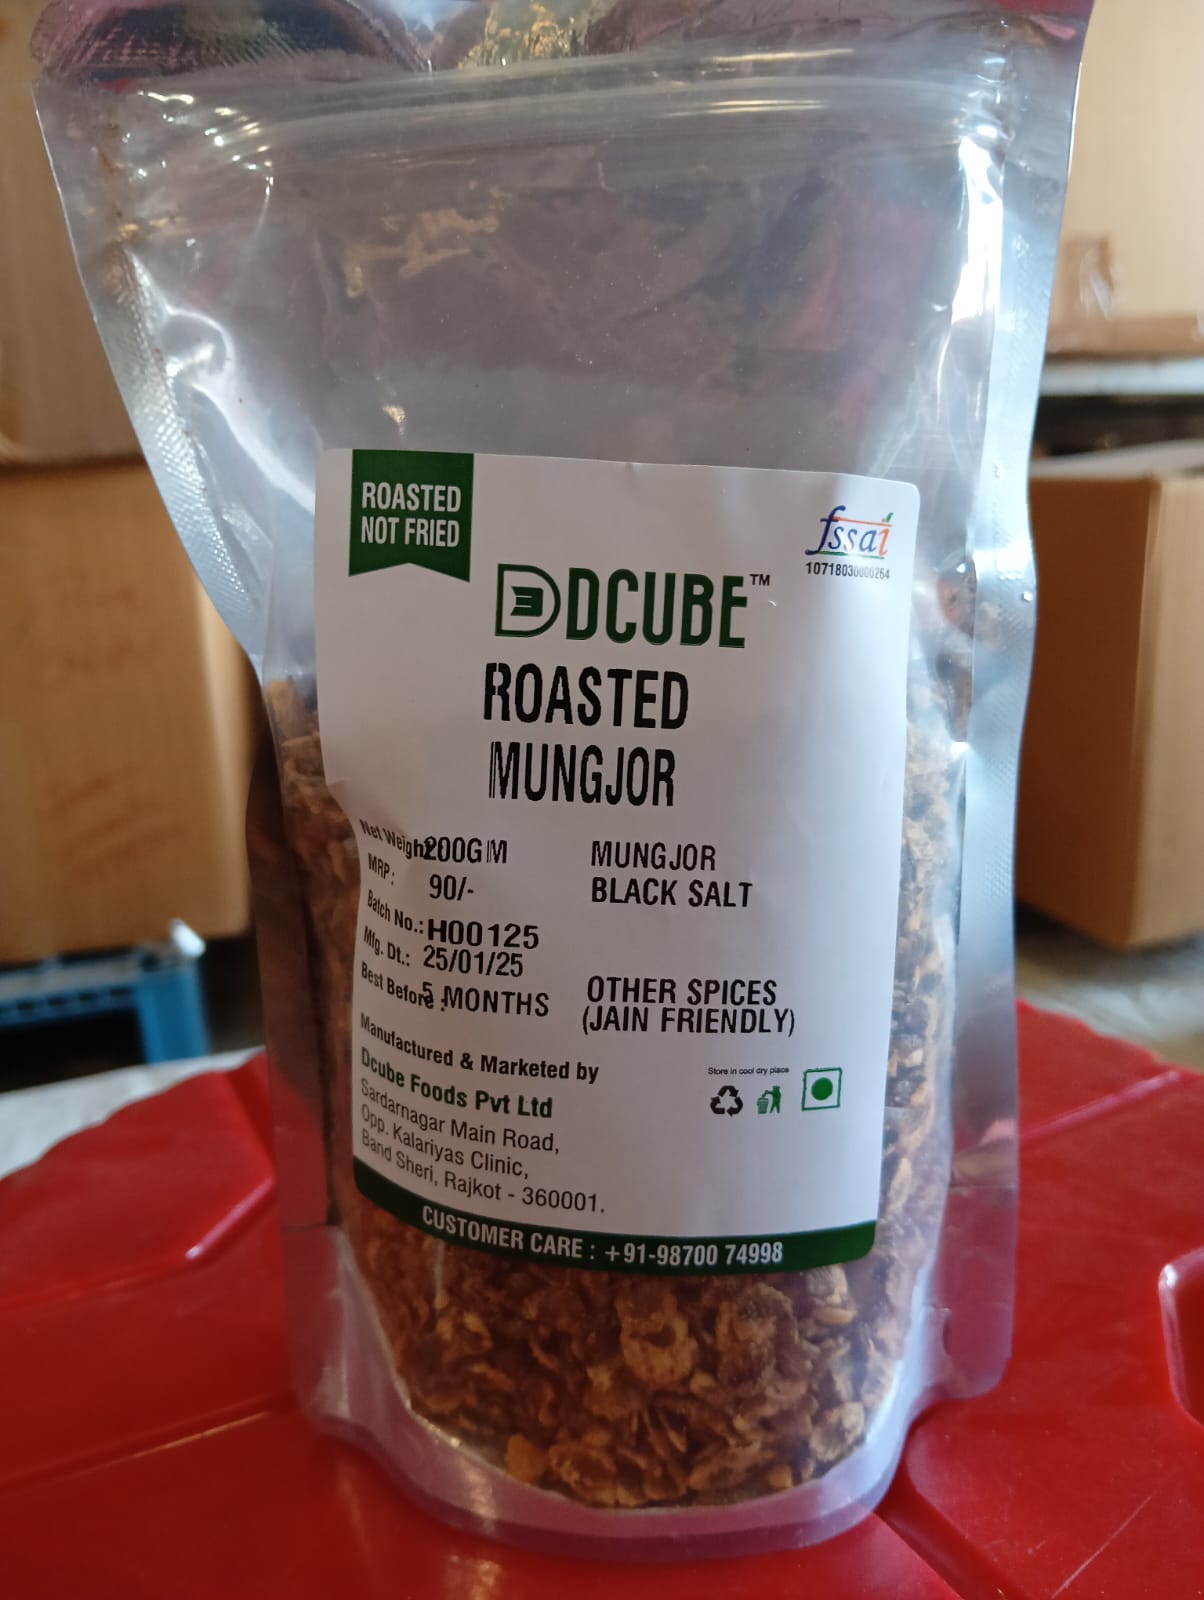 ROASTED
NOT FRIED
fssai
10718030000264
DCUBE™
ROASTED
MUNGJOR
Net Weight: 200GM
MRP: 90/-
Batch No.: H00125
Mfg. Dt.: 25/01/25
Best Before : 5 MONTHS
MUNGJOR
BLACK SALT
OTHER SPICES
(JAIN FRIENDLY)
Manufactured & Marketed by
Dcube Foods Pvt Ltd
Sardarnagar Main Road,
Opp. Kalariyas Clinic,
Band Sheri, Rajkot - 360001.
Store in cool dry place
CUSTOMER CARE : +91-98700 74998